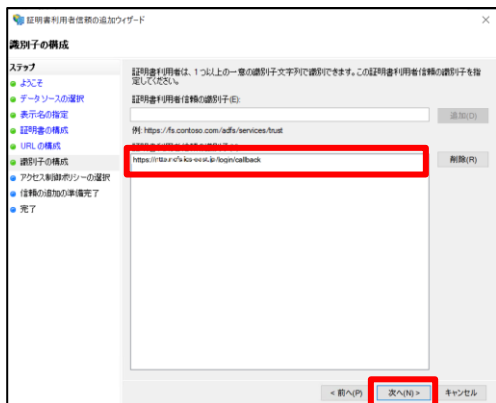 証明書利用者信頼の追加ウィザード
識別子の構成
ステップ
ようこそ
データソースの選択
表示名の指定
証明書の構成
URL の構成
識別子の構成
アクセス制御ポリシーの選択
信頼の追加の準備完了
完了
証明書利用者は、1 つ以上の一意の識別子文字列で識別できます。この証明書利用者信頼の識別子を指
定してください。
証明書利用者信頼の識別子(E):
追加(D)
例: https://fs.contoso.com/adfs/services/trust
削除(R)
< 前へ(P)
次へ(N) >
キャンセル